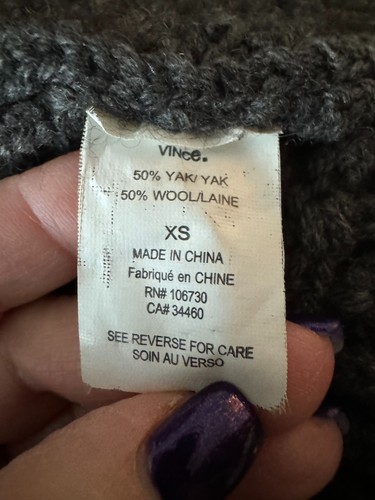 VINCE.
50% YAK/ YAK
50% WOOL/LAINE
XS
MADE IN CHINA
Fabriqué en CHINE
RN# 106730
CA# 34460
SEE REVERSE FOR CARE
SOIN AU VERSO